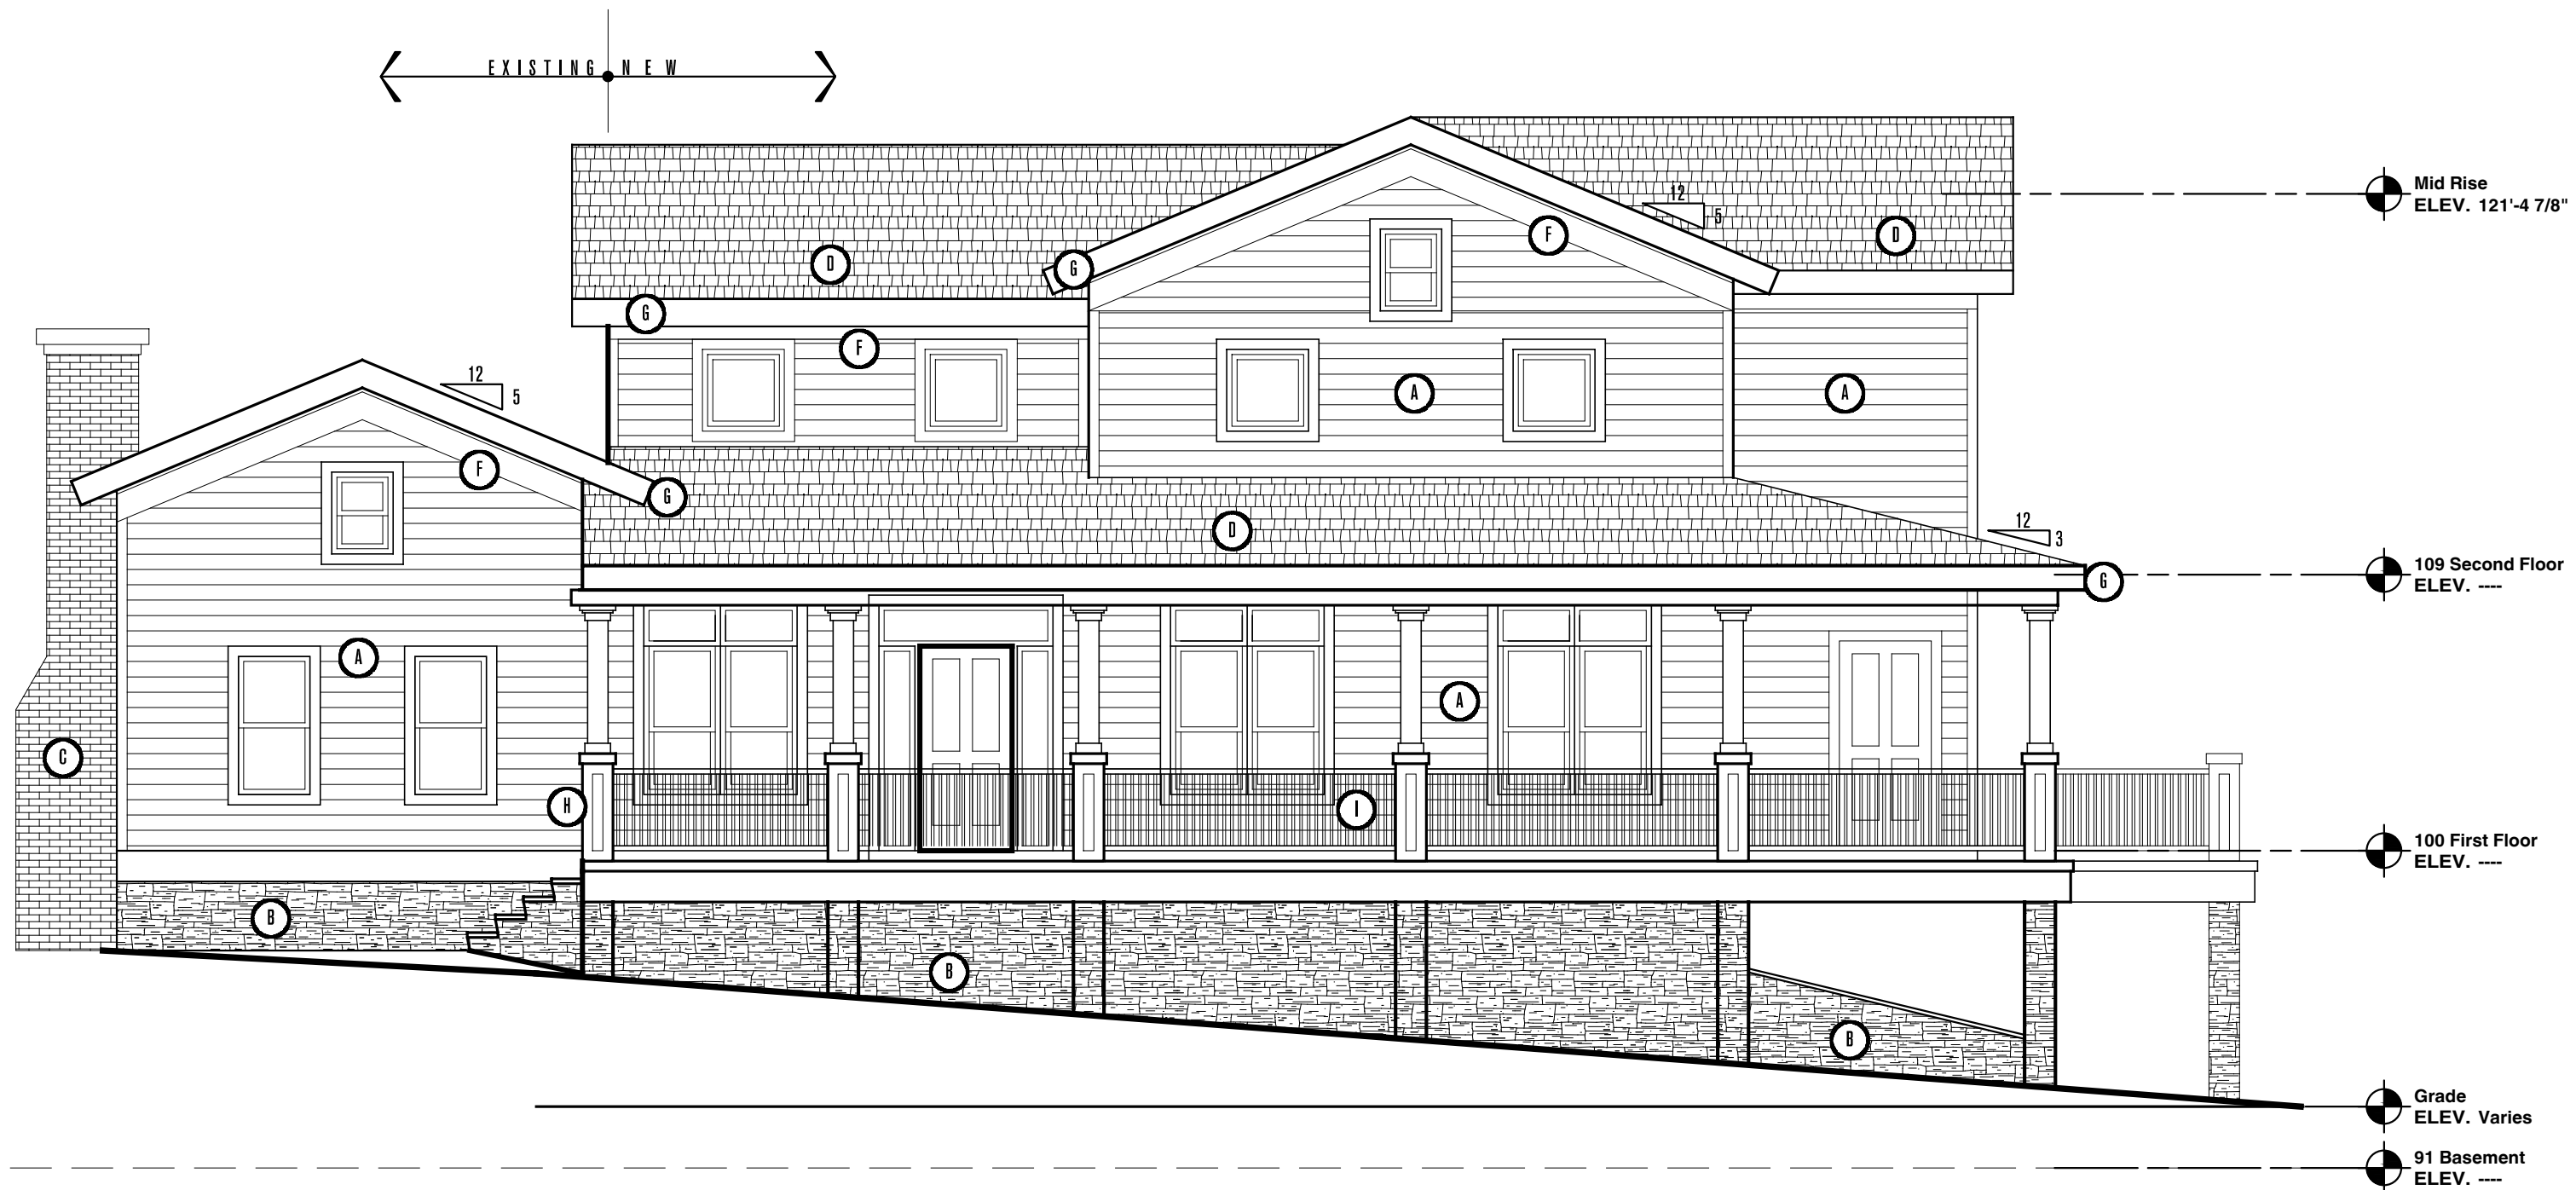 EXISTING NEW
Mid Rise
ELEV. 121'-4 7/8"
12
5
F
D
D
G
G
F
A
A
12
5
F
G
D
12
3
109 Second Floor
ELEV. ----
G
A
A
C
H
I
100 First Floor
ELEV. ----
B
B
B
Grade
ELEV. Varies
91 Basement
ELEV. ----